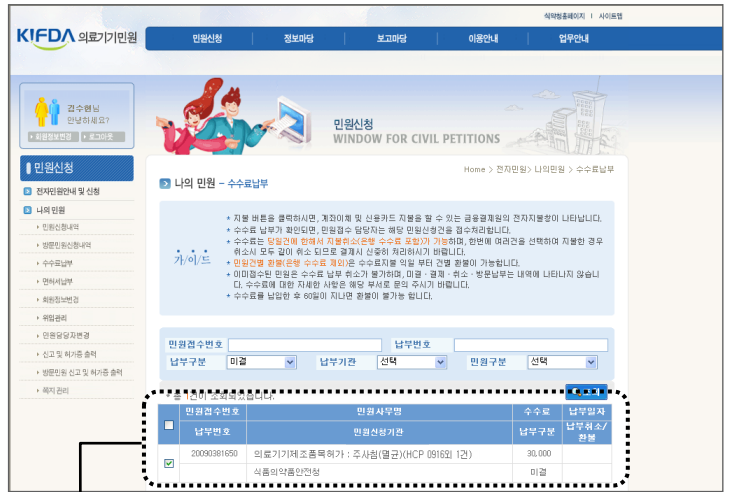 식약청홈페이지 | 사이트맵
KIFDA 의료기기민원
민원신청 정보마당 보고마당 이용안내 업무안내
김수현님
안녕하세요?
회원정보변경 로그아웃
민원신청
WINDOW FOR CIVIL PETITIONS
민원신청
전자민원안내 및 신청
나의 민원
민원신청내역
방문민원신청내역
수수료납부
면허세납부
회원정보변경
위임관리
민원담당자변경
신고 및 허가증 출력
방문민원 신고 및 허가증 출력
쪽지 관리
Home > 전자민원> 나의민원 > 수수료납부
나의 민원 - 수수료납부
가/이/드
* 지불 버튼을 클릭하시면, 계좌이체 및 신용카드 지불을 할 수 있는 금융결제원의 전자지불창이 나타납니다.
* 수수료 납부가 확인되면, 민원접수 담당자는 해당 민원신청건을 접수처리합니다.
* 수수료는 당일건에 한해서 지불취소(은행 수수료 포함)가 가능하며, 한번에 여러건을 선택하여 지불한 경우
취소시 모두 같이 취소 되므로 결제시 신중히 처리하시기 바랍니다.
* 민원건별 환불(은행 수수료 제외)은 수수료지불 익일 부터 건별 환불이 가능합니다.
* 이미접수된 민원은 수수료 납부 취소가 불가하며, 미결 · 결제 · 취소 · 방문납부는 내역에 나타나지 않습니
다. 수수료에 대한 자세한 사항은 해당 부서로 문의 주시기 바랍니다.
* 수수료를 납입한 후 60일이 지나면 환불이 불가능 합니다.
민원접수번호 납부번호
납부구분 미결 납부기관 선택 민원구분 선택
* 총 1건이 조회되었습니다.
민원접수번호 민원사무명 수수료 납부일자
납부번호 민원신청기관 납부구분 납부취소/
환불
20090381650 의료기기제조품목허가 : 주사침(멸균)(HCP 0916외 1건) 30,000
식품의약품안전청 미결